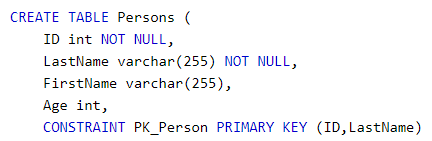 CREATE TABLE Persons (
    ID int NOT NULL,
    LastName varchar(255) NOT NULL,
    FirstName varchar(255),
    Age int,
    CONSTRAINT PK_Person PRIMARY KEY (ID,LastName)